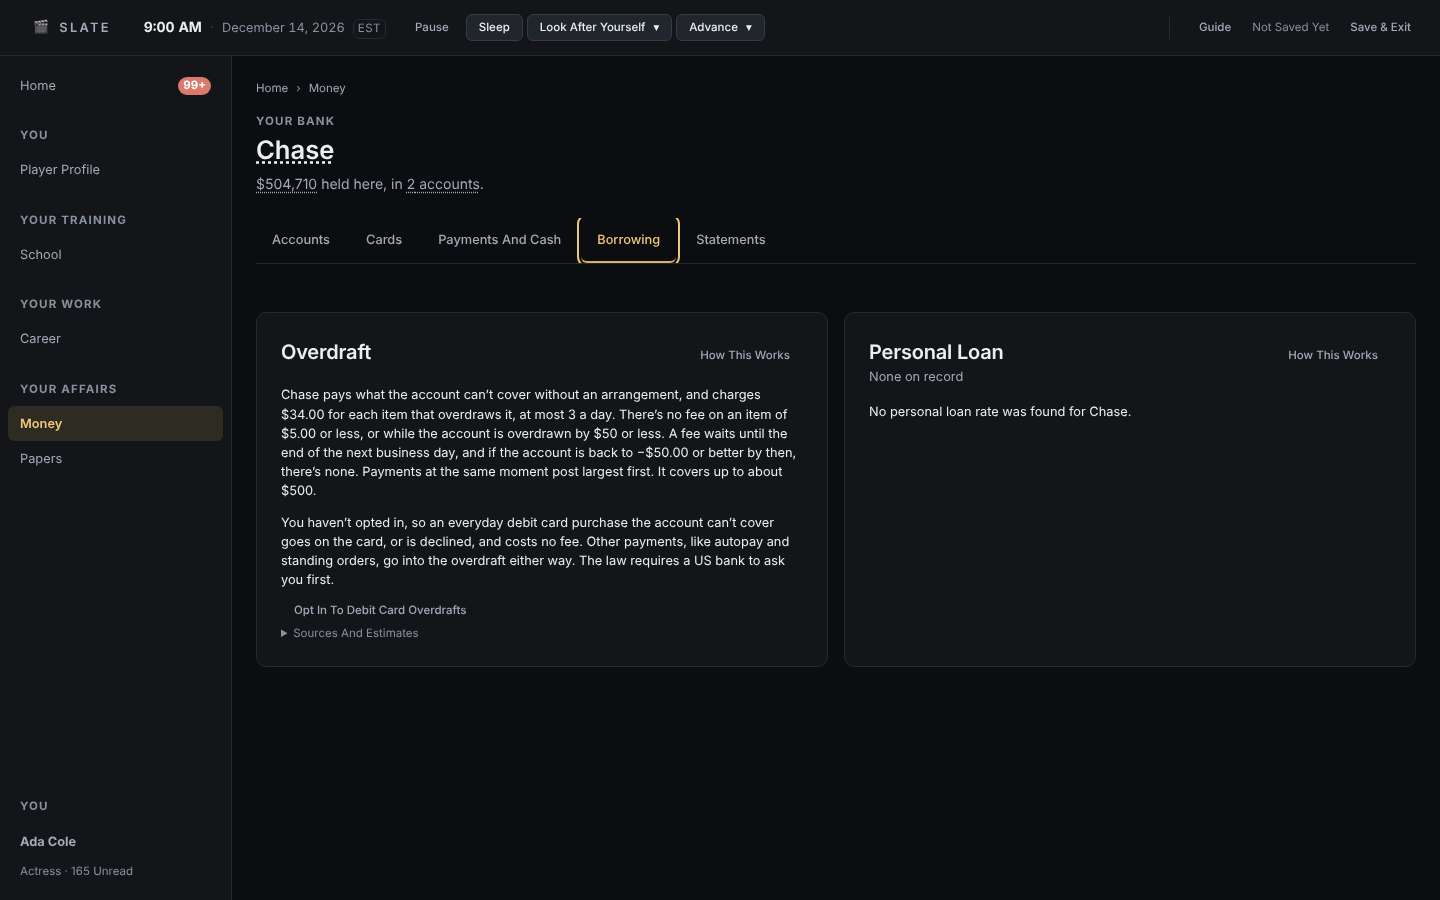 SLATE
9:00 AM · December 14, 2026 EST
Pause
Sleep
Look After Yourself ▾
Advance ▾
Guide
Not Saved Yet
Save & Exit
Home 99+
YOU
Player Profile
YOUR TRAINING
School
YOUR WORK
Career
YOUR AFFAIRS
Money
Papers
YOU
Ada Cole
Actress · 165 Unread
Home › Money
YOUR BANK
Chase
$504,710 held here, in 2 accounts.
Accounts
Cards
Payments And Cash
Borrowing
Statements
Overdraft
How This Works
Chase pays what the account can’t cover without an arrangement, and charges
$34.00 for each item that overdraws it, at most 3 a day. There’s no fee on an item of
$5.00 or less, or while the account is overdrawn by $50 or less. A fee waits until the
end of the next business day, and if the account is back to −$50.00 or better by then,
there’s none. Payments at the same moment post largest first. It covers up to about
$500.
You haven’t opted in, so an everyday debit card purchase the account can’t cover
goes on the card, or is declined, and costs no fee. Other payments, like autopay and
standing orders, go into the overdraft either way. The law requires a US bank to ask
you first.
Opt In To Debit Card Overdrafts
Sources And Estimates
Personal Loan
How This Works
None on record
No personal loan rate was found for Chase.